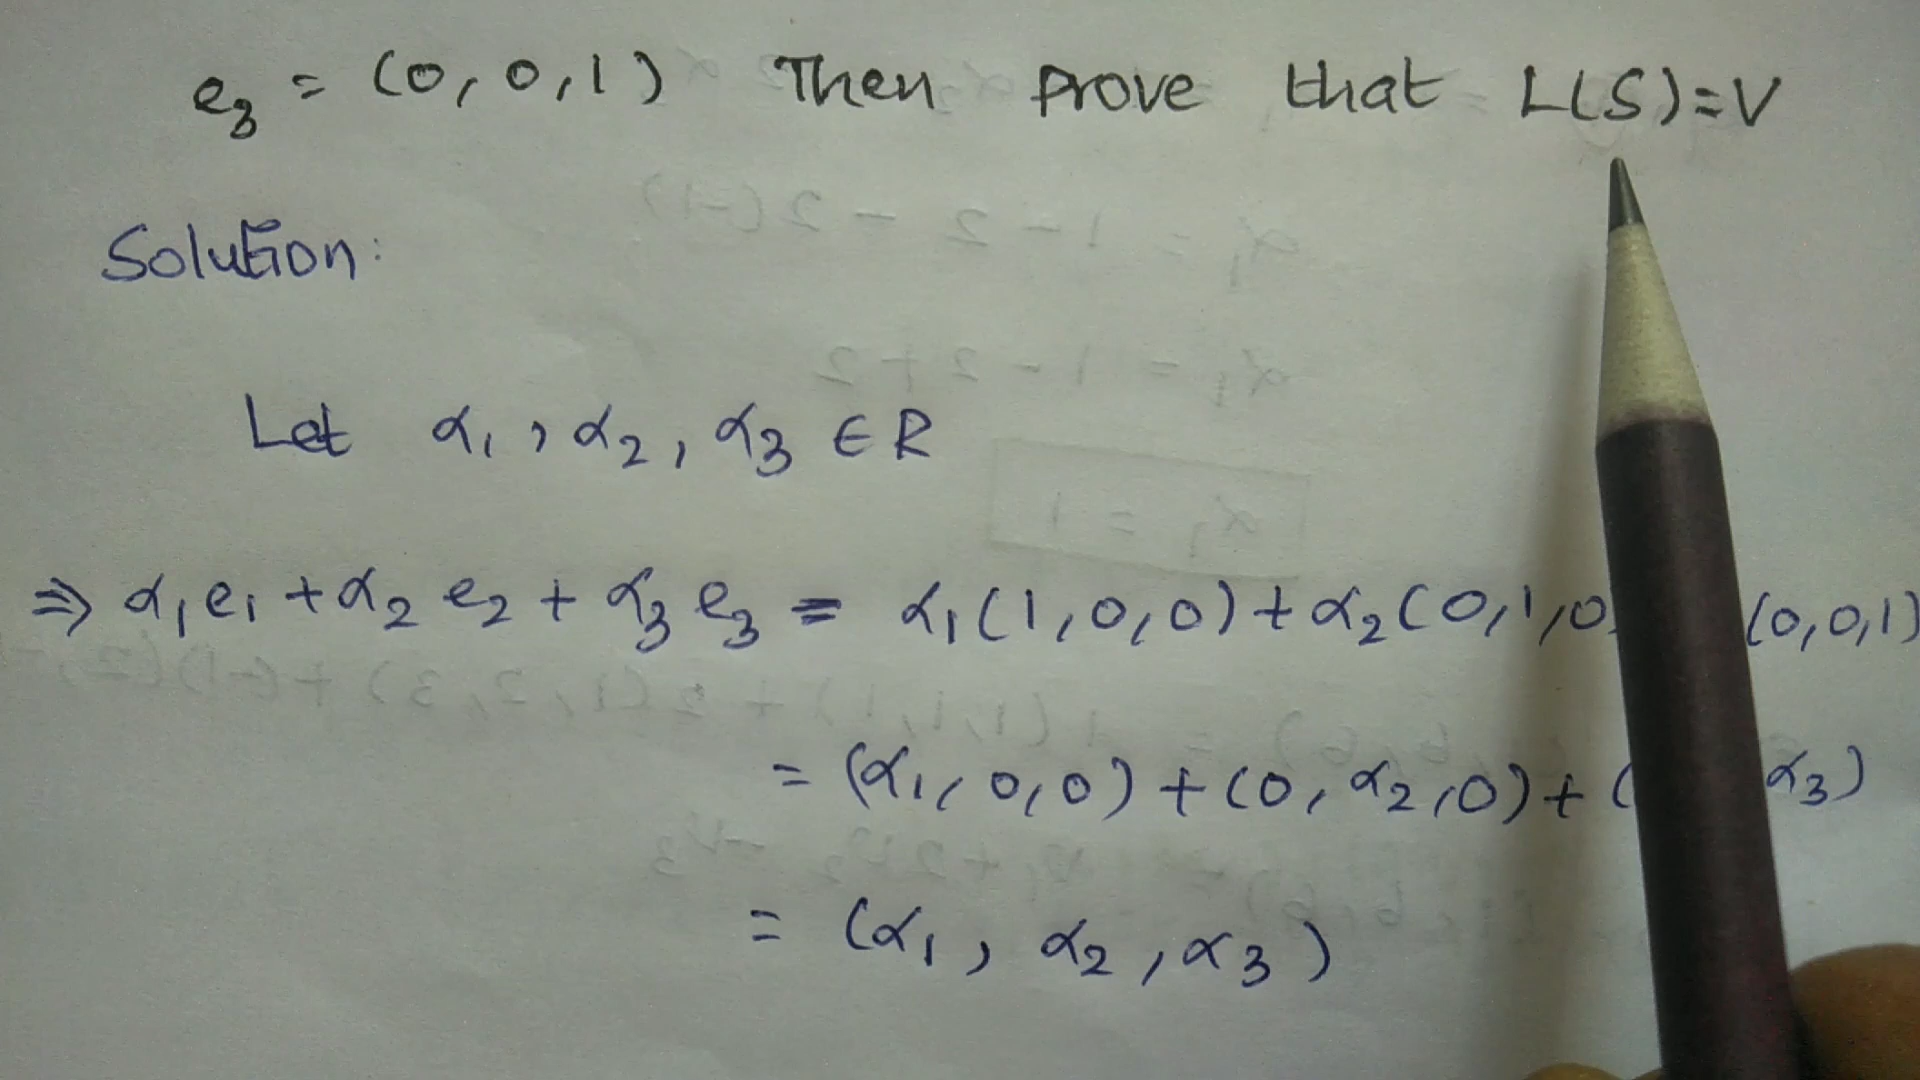 e₃ = (0,0,1) Then prove that L(S)=V
Solution:
Let α₁, α₂, α₃ ∈ R
⇒ α₁e₁ + α₂ e₂ + α₃ e₃ = α₁(1,0,0) + α₂(0,1,0 (0,0,1)
= (α₁, 0,0) + (0, α₂,0) + ( α₃)
= (α₁, α₂, α₃)